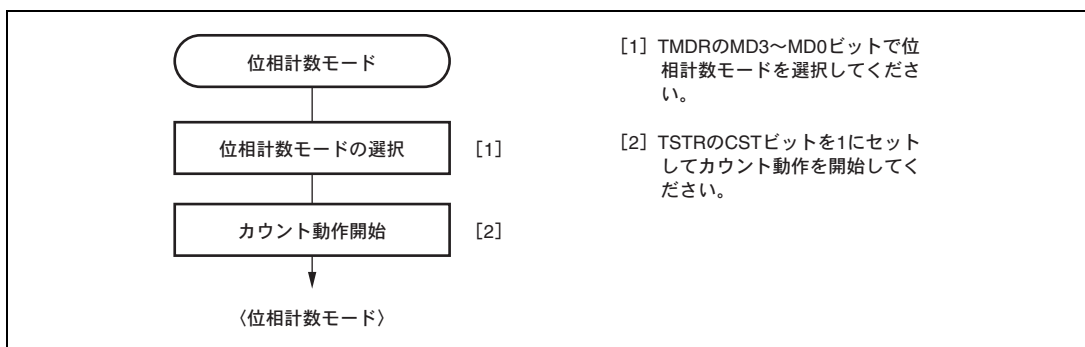 位相計数モード
位相計数モードの選択 [1]
カウント動作開始 [2]
〈位相計数モード〉
[1] TMDRのMD3～MD0ビットで位
相計数モードを選択してくださ
い。
[2] TSTRのCSTビットを1にセット
してカウント動作を開始してく
ださい。